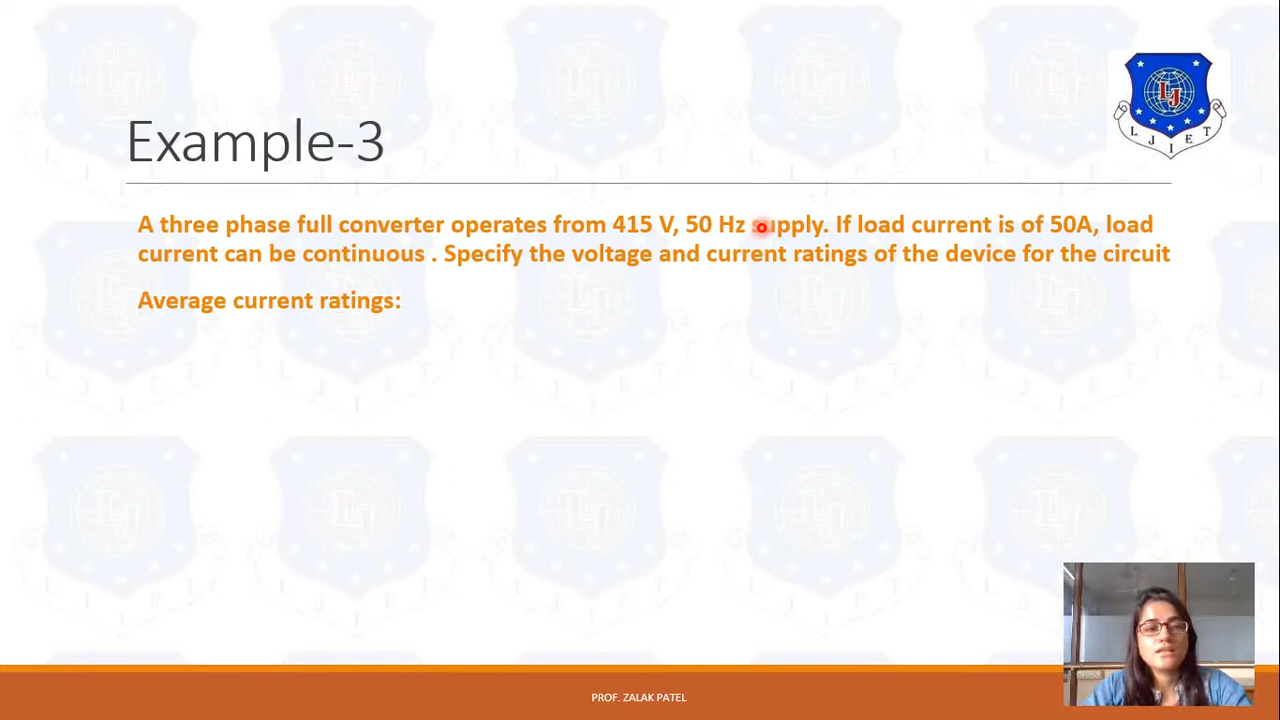 Example-3
A three phase full converter operates from 415 V, 50 Hz supply. If load current is of 50A, load
current can be continuous . Specify the voltage and current ratings of the device for the circuit
Average current ratings:
LJ
L J I E T
PROF. ZALAK PATEL